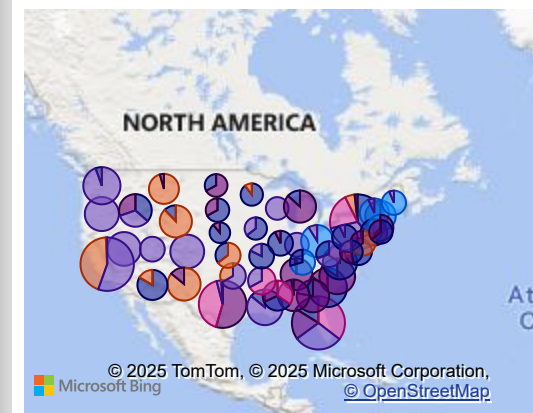 NORTH AMERICA
At
© 2025 TomTom, © 2025 Microsoft Corporation,
Microsoft Bing
© OpenStreetMap